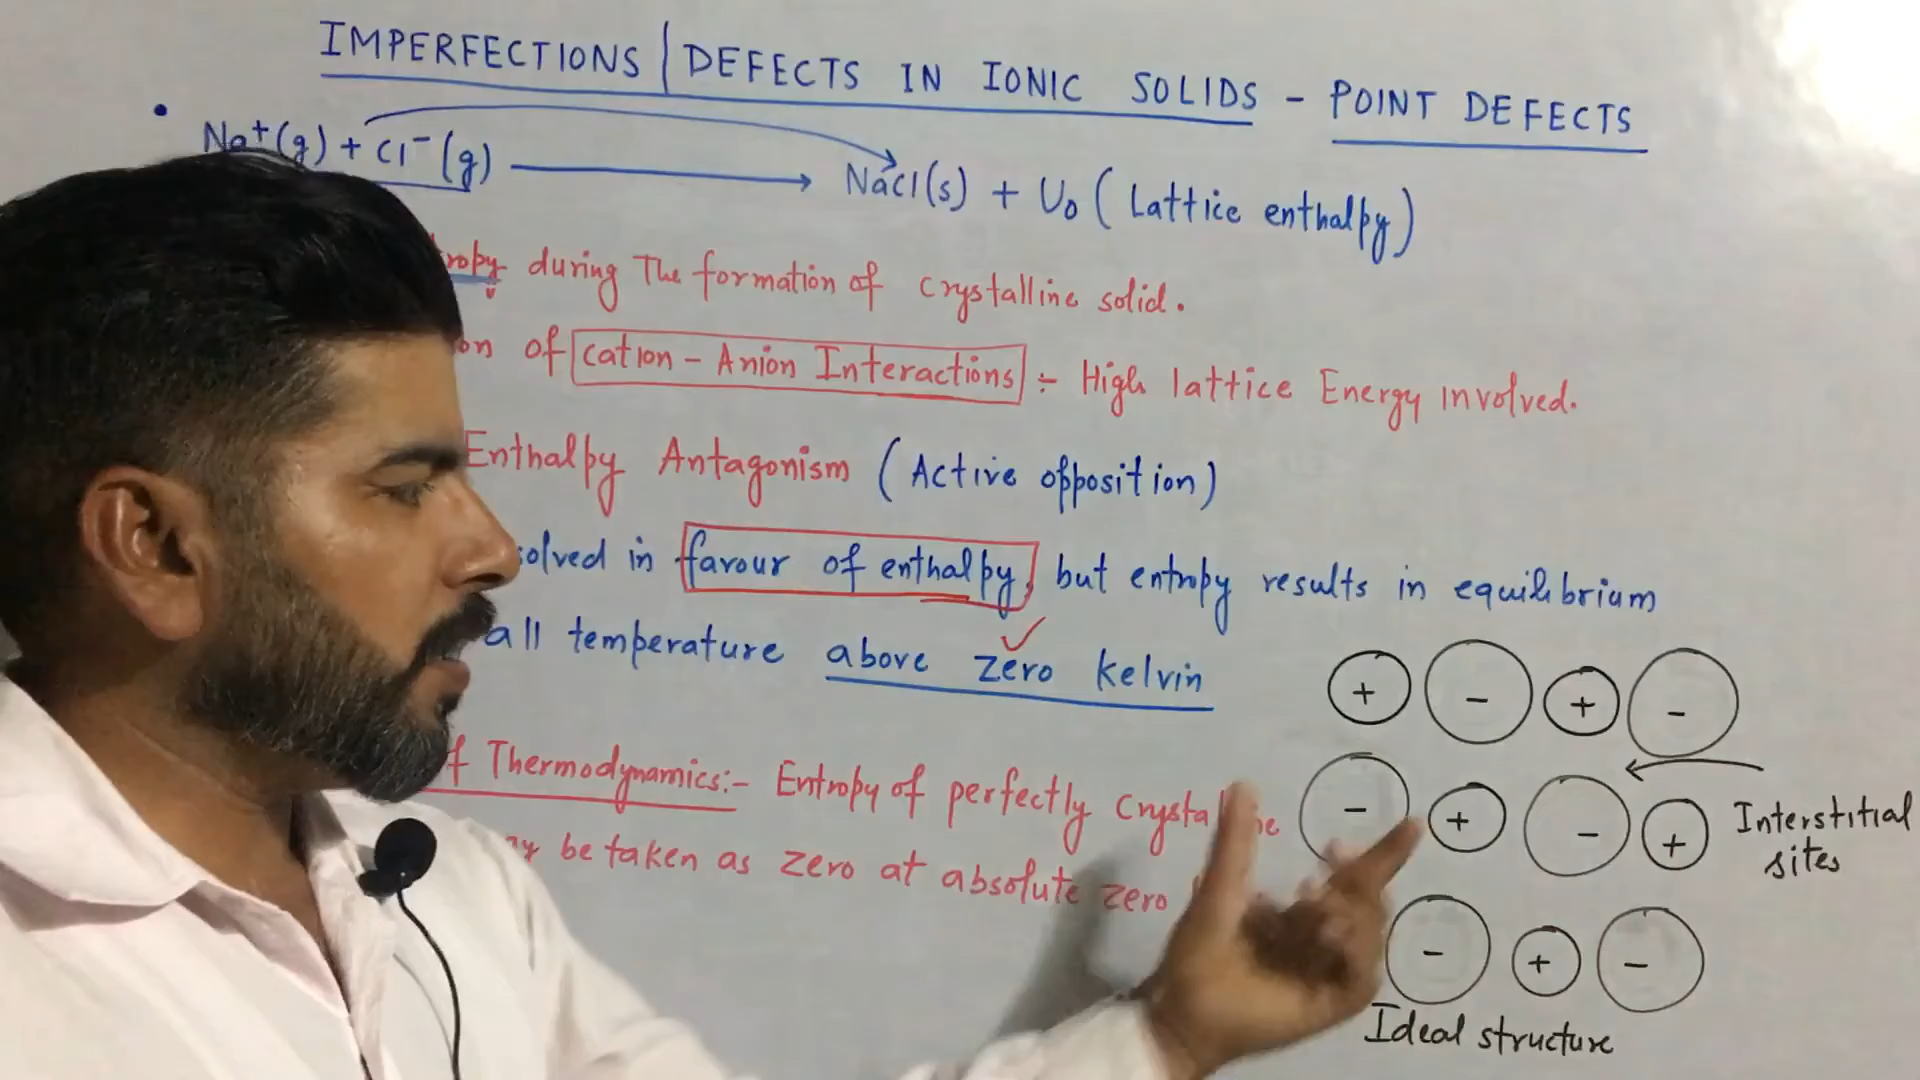 IMPERFECTIONS | DEFECTS IN IONIC SOLIDS - POINT DEFECTS
• Na⁺(g) + Cl⁻(g) → NaCl(s) + U₀ (Lattice enthalpy)
during The formation of crystalline solid.
of cation - Anion Interactions :- High lattice Energy involved.
Enthalpy Antagonism (Active opposition)
in favour of enthalpy, but entropy results in equilibrium
all temperature above zero kelvin
Thermodynamics:- Entropy of perfectly
be taken as zero at absolute zero
+ - + -
- + - +
Interstitial
sites
- + -
Ideal structure